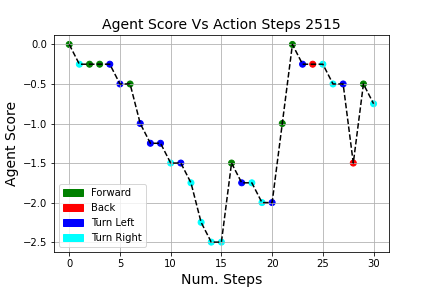 Agent Score Vs Action Steps 2515
0.0
−0.5
−1.0
−1.5
−2.0
−2.5
Agent Score
Forward
Back
Turn Left
Turn Right
0 5 10 15 20 25 30
Num. Steps